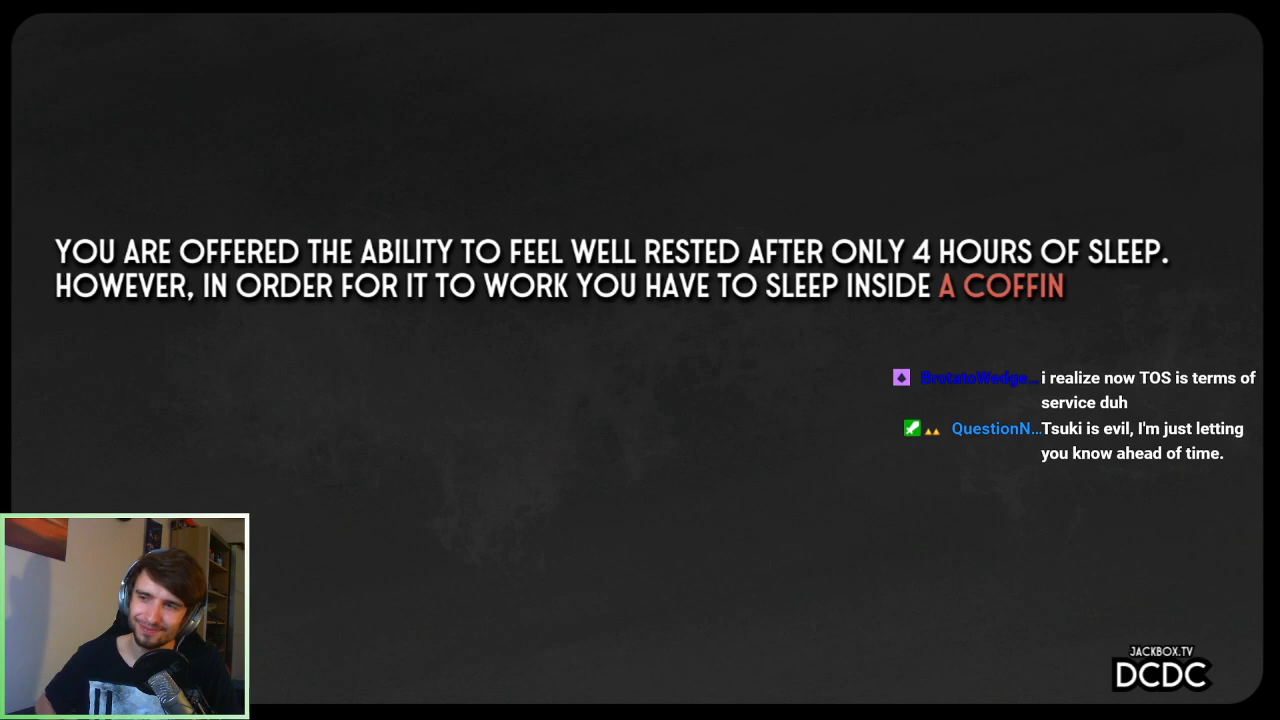 YOU ARE OFFERED THE ABILITY TO FEEL WELL RESTED AFTER ONLY 4 HOURS OF SLEEP.
HOWEVER, IN ORDER FOR IT TO WORK YOU HAVE TO SLEEP INSIDE A COFFIN
BrotatoWedge... i realize now TOS is terms of
service duh
QuestionN... Tsuki is evil, I'm just letting
you know ahead of time.
JACKBOX.TV
DCDC